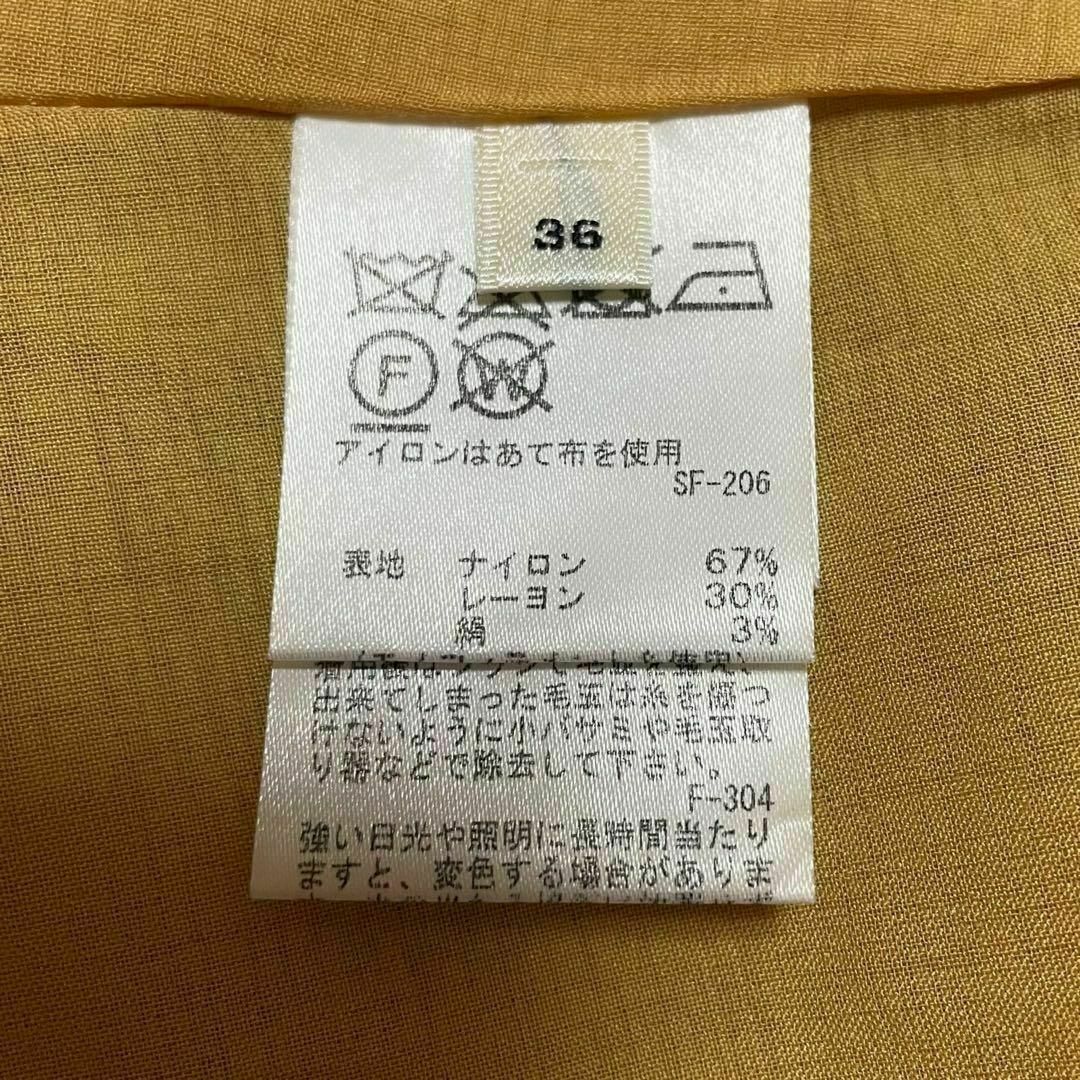 36
F
W
アイロンはあて布を使用
SF-206
表地 ナイロン 67%
レーヨン 30%
絹 3%
出来てしまった毛玉は糸を傷つ
けないように小バサミや毛玉取
り器などで除去して下さい。
F-304
強い日光や照明に長時間当たり
ますと、変色する場合がありま